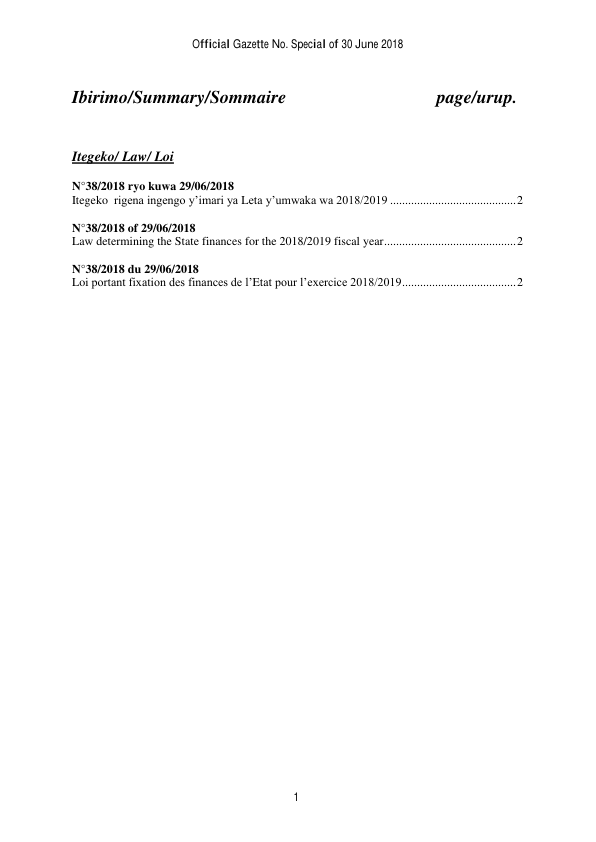 Official Gazette No. Special of 30 June 2018
Ibirimo/Summary/Sommaire page/urup.
Itegeko/ Law/ Loi
N°38/2018 ryo kuwa 29/06/2018
Itegeko rigena ingengo y’imari ya Leta y’umwaka wa 2018/2019 ..........................................2
N°38/2018 of 29/06/2018
Law determining the State finances for the 2018/2019 fiscal year............................................2
N°38/2018 du 29/06/2018
Loi portant fixation des finances de l’Etat pour l’exercice 2018/2019......................................2
1